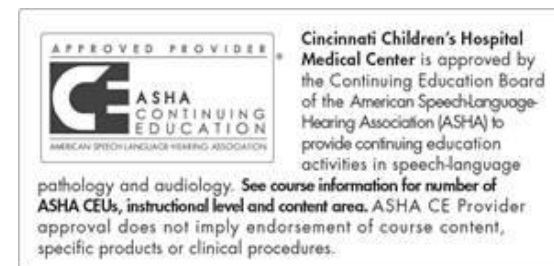 APPROVED PROVIDER
®
CE
ASHA
CONTINUING
EDUCATION
AMERICAN SPEECH-LANGUAGE-HEARING ASSOCIATION
Cincinnati Children's Hospital
Medical Center is approved by
the Continuing Education Board
of the American Speech-Language-
Hearing Association (ASHA) to
provide continuing education
activities in speech-language
pathology and audiology. See course information for number of
ASHA CEUs, instructional level and content area. ASHA CE Provider
approval does not imply endorsement of course content,
specific products or clinical procedures.